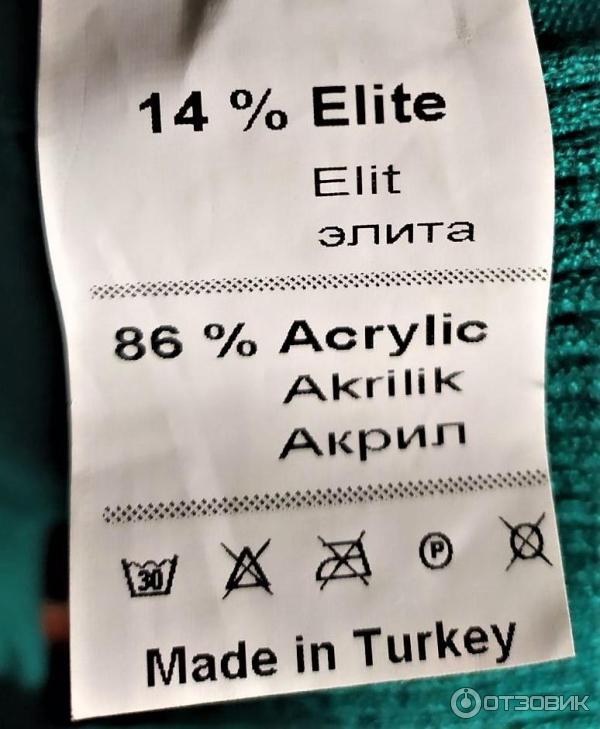 14 % Elite
Elit
элита
86 % Acrylic
Akrilik
Акрил
30 P
Made in Turkey
ОТЗОВИК